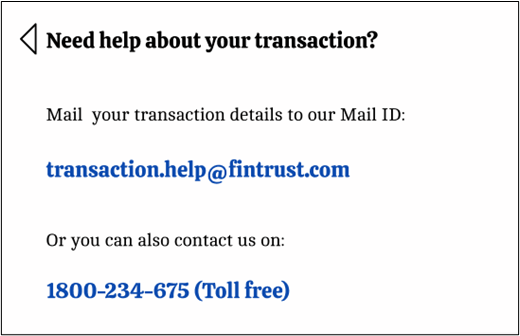 Need help about your transaction?
Mail your transaction details to our Mail ID:
transaction.help@fintrust.com
Or you can also contact us on:
1800-234-675 (Toll free)